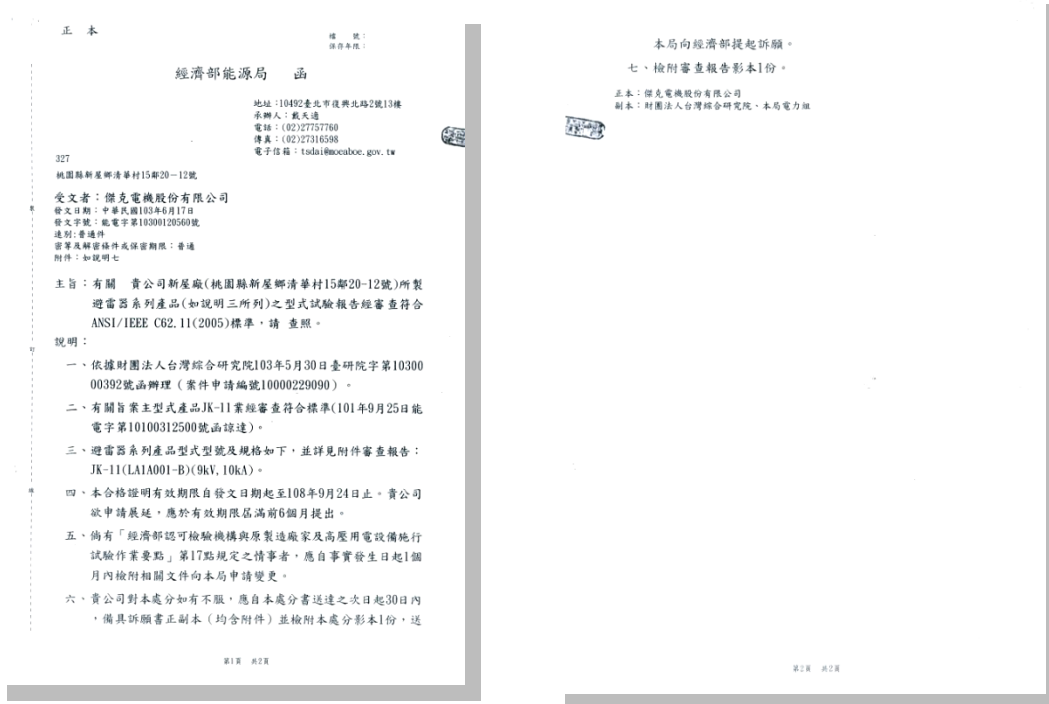 正 本
檔 號：
保存年限：
經濟部能源局 函
地址：10492臺北市復興北路2號13樓
承辦人：戴天適
電話：(02)27757760
傳真：(02)27316598
電子信箱：tsdai@moeaboe.gov.tw
327
桃園縣新屋鄉清華村15鄰20－12號
受文者：傑克電機股份有限公司
發文日期：中華民國103年6月17日
發文字號：能電字第10300120560號
速別：普通件
密等及解密條件或保密期限：普通
附件：如說明七
主旨：有關 貴公司新屋廠(桃園縣新屋鄉清華村15鄰20-12號)所製
避雷器系列產品(如說明三所列)之型式試驗報告經審查符合
ANSI/IEEE C62.11(2005)標準，請 查照。
說明：
一、依據財團法人台灣綜合研究院103年5月30日臺研院字第10300
00392號函辦理（案件申請編號10000229090）。
二、有關旨案主型式產品JK-11業經審查符合標準(101年9月25日能
電字第10100312500號函諒達)。
三、避雷器系列產品型式型號及規格如下，並詳見附件審查報告：
JK-11(LA1A001-B)(9kV,10kA)。
四、本合格證明有效期限自發文日期起至108年9月24日止。貴公司
欲申請展延，應於有效期限屆滿前6個月提出。
五、倘有「經濟部認可檢驗機構與原製造廠家及高壓用電設備施行
試驗作業要點」第17點規定之情事者，應自事實發生日起1個
月內檢附相關文件向本局申請變更。
六、貴公司對本處分如有不服，應自本處分書送達之次日起30日內
，備具訴願書正副本（均含附件）並檢附本處分影本1份，送
第1頁 共2頁
本局向經濟部提起訴願。
七、檢附審查報告影本1份。
正本：傑克電機股份有限公司
副本：財團法人台灣綜合研究院、本局電力組
第2頁 共2頁